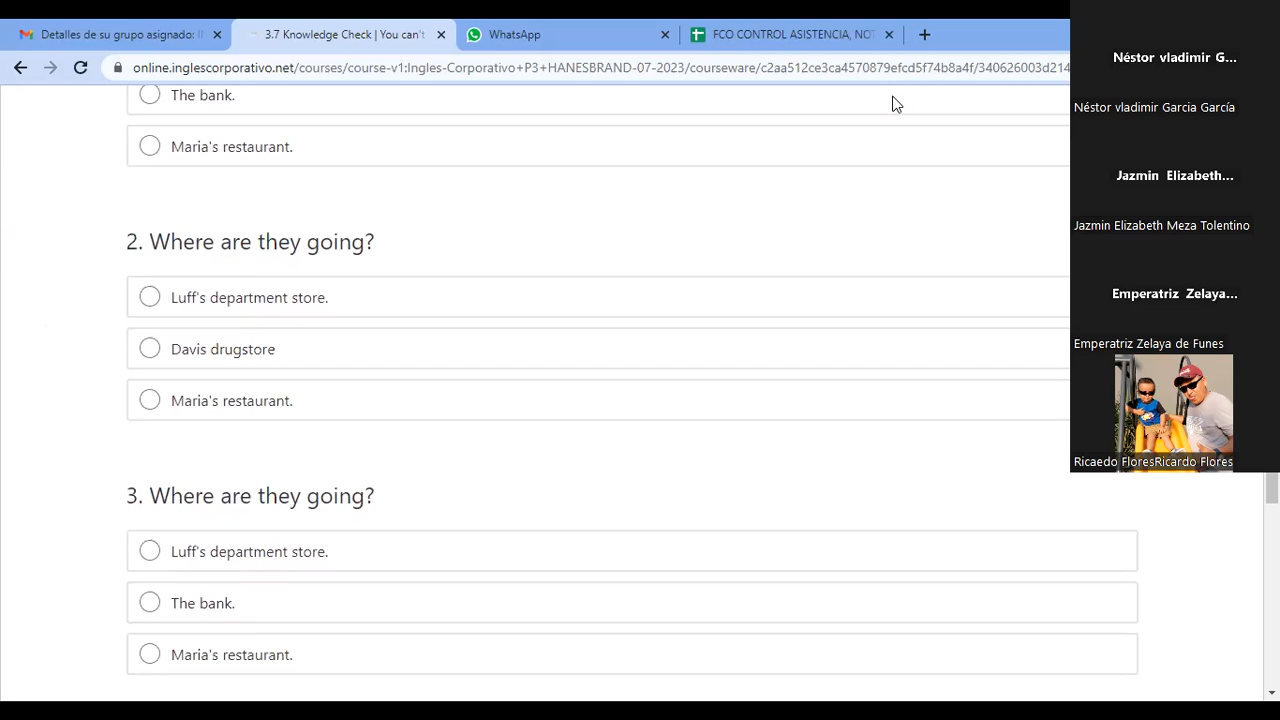 Detalles de su grupo asignado: I
3.7 Knowledge Check | You can't
WhatsApp
FCO CONTROL ASISTENCIA, NOT
online.inglescorporativo.net/courses/course-v1:Ingles-Corporativo+P3+HANESBRAND-07-2023/courseware/c2aa512ce3ca4570879efcd5f74b8a4f/340626003d214
The bank.
Maria's restaurant.
2. Where are they going?
Luff's department store.
Davis drugstore
Maria's restaurant.
3. Where are they going?
Luff's department store.
The bank.
Maria's restaurant.
Néstor vladimir G...
Néstor vladimir Garcia García
Jazmin Elizabeth...
Jazmin Elizabeth Meza Tolentino
Emperatriz Zelaya...
Emperatriz Zelaya de Funes
Ricaedo FloresRicardo Flores